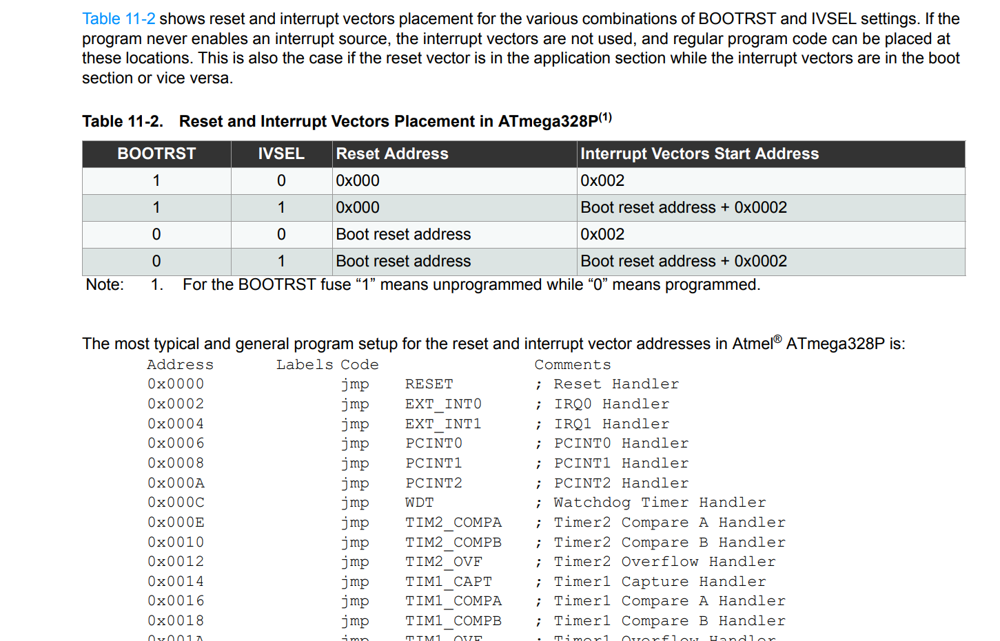 Table 11-2 shows reset and interrupt vectors placement for the various combinations of BOOTRST and IVSEL settings. If the
program never enables an interrupt source, the interrupt vectors are not used, and regular program code can be placed at
these locations. This is also the case if the reset vector is in the application section while the interrupt vectors are in the boot
section or vice versa.
Table 11-2. Reset and Interrupt Vectors Placement in ATmega328P(1)
BOOTRST IVSEL Reset Address Interrupt Vectors Start Address
1 0 0x000 0x002
1 1 0x000 Boot reset address + 0x0002
0 0 Boot reset address 0x002
0 1 Boot reset address Boot reset address + 0x0002
Note: 1. For the BOOTRST fuse “1” means unprogrammed while “0” means programmed.
The most typical and general program setup for the reset and interrupt vector addresses in Atmel® ATmega328P is:
Address Labels Code Comments
0x0000 jmp RESET ; Reset Handler
0x0002 jmp EXT_INT0 ; IRQ0 Handler
0x0004 jmp EXT_INT1 ; IRQ1 Handler
0x0006 jmp PCINT0 ; PCINT0 Handler
0x0008 jmp PCINT1 ; PCINT1 Handler
0x000A jmp PCINT2 ; PCINT2 Handler
0x000C jmp WDT ; Watchdog Timer Handler
0x000E jmp TIM2_COMPA ; Timer2 Compare A Handler
0x0010 jmp TIM2_COMPB ; Timer2 Compare B Handler
0x0012 jmp TIM2_OVF ; Timer2 Overflow Handler
0x0014 jmp TIM1_CAPT ; Timer1 Capture Handler
0x0016 jmp TIM1_COMPA ; Timer1 Compare A Handler
0x0018 jmp TIM1_COMPB ; Timer1 Compare B Handler
0x001A jmp TIM1_OVF ; Timer1 Overflow Handler